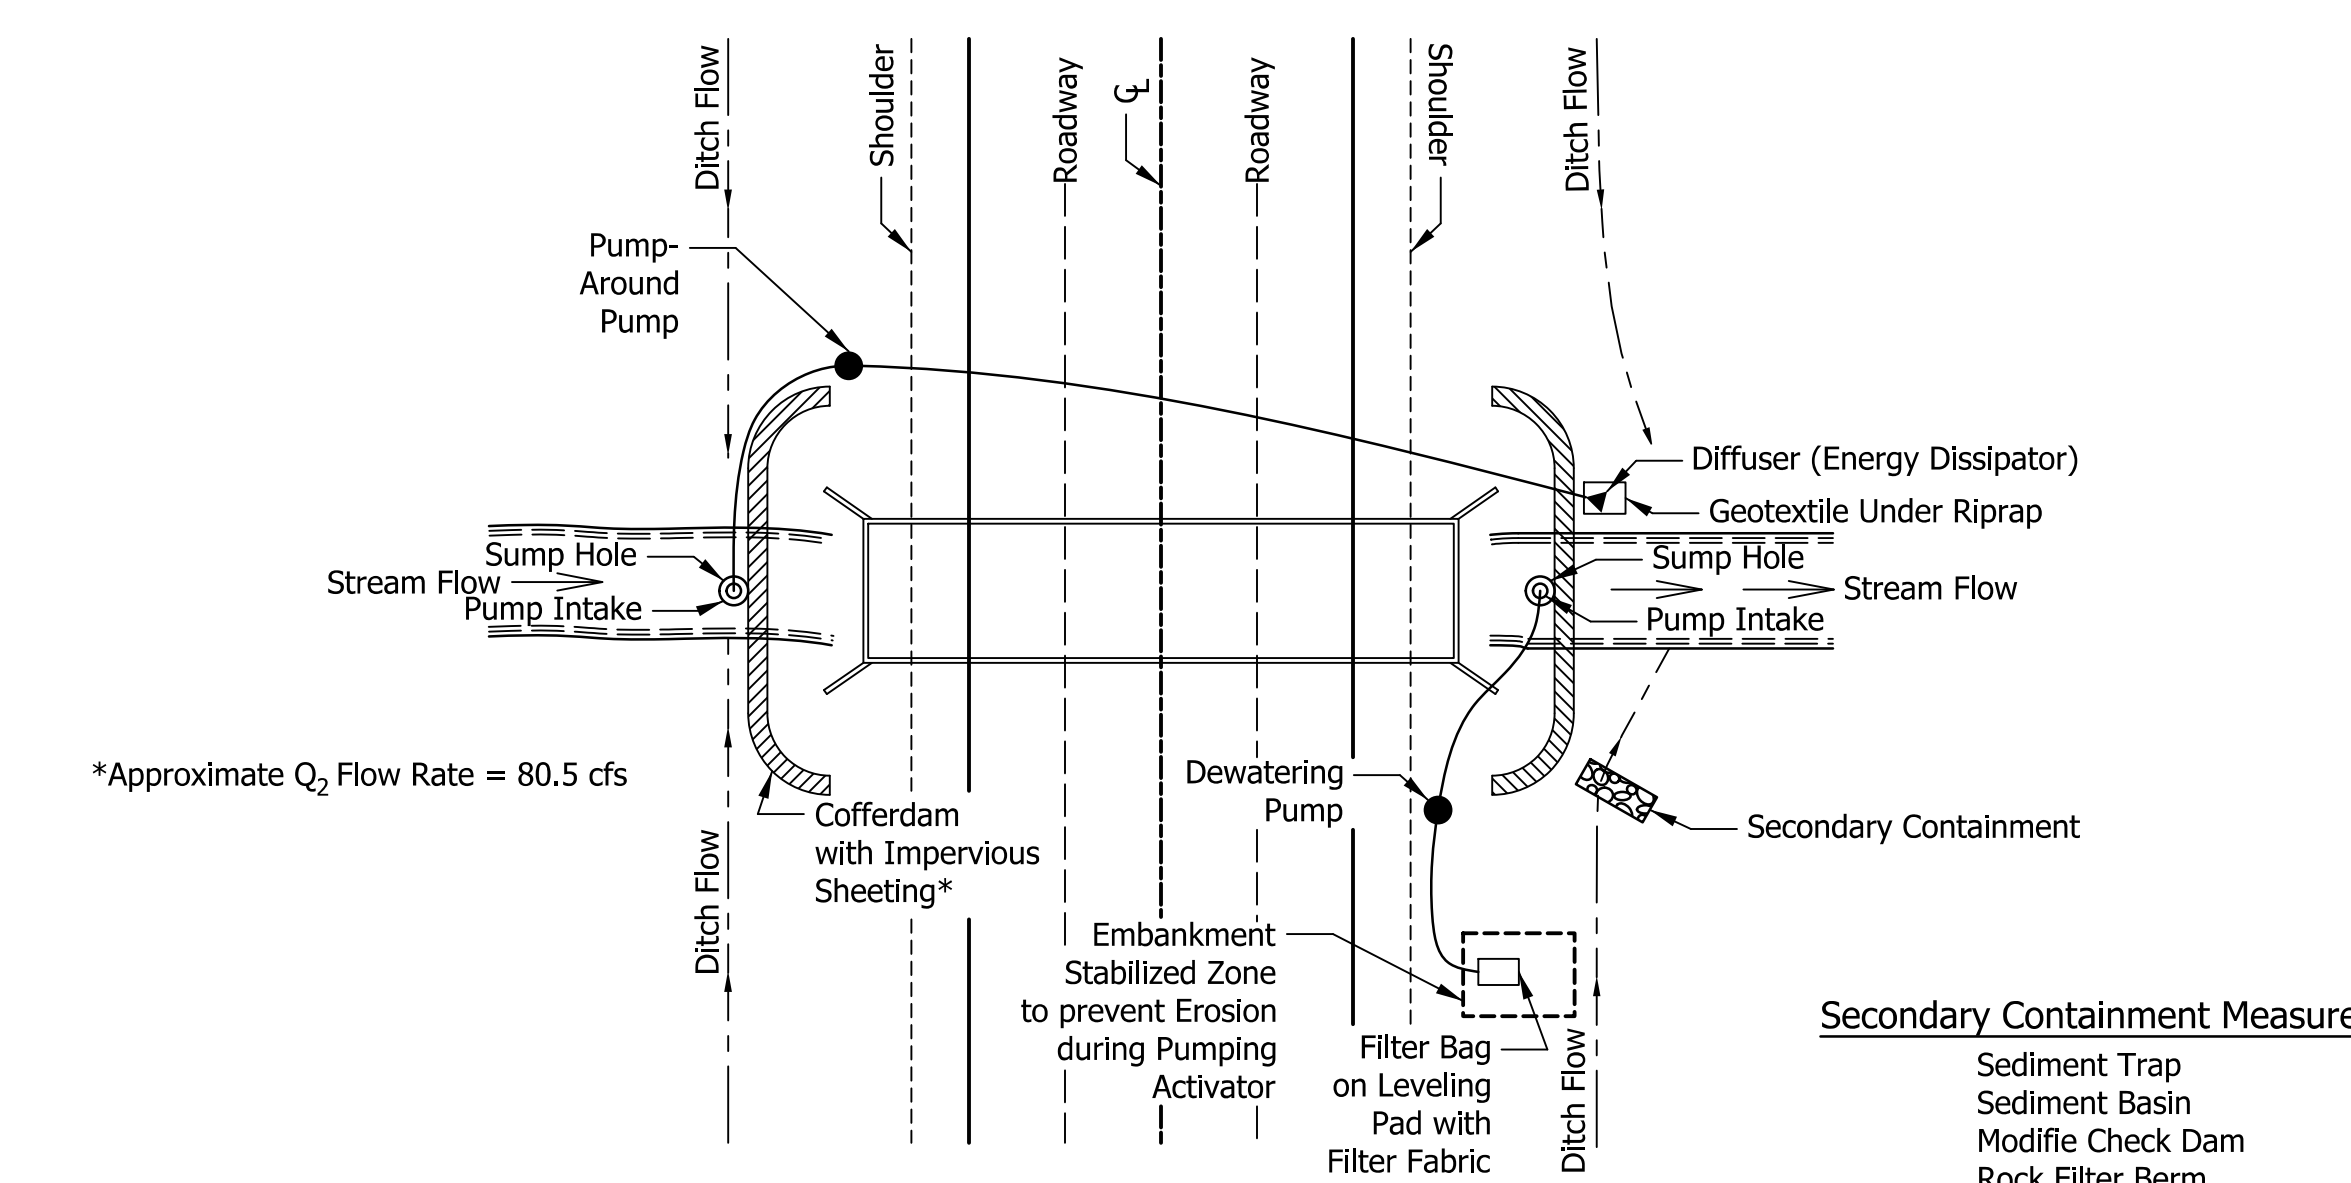 Ditch Flow
Shoulder
Roadway
CL
Roadway
Shoulder
Ditch Flow
Pump-
Around
Pump
Diffuser (Energy Dissipator)
Geotextile Under Riprap
Sump Hole
Stream Flow
Pump Intake
Sump Hole
Stream Flow
Pump Intake
*Approximate Q2 Flow Rate = 80.5 cfs
Cofferdam
with Impervious
Sheeting*
Dewatering
Pump
Secondary Containment
Ditch Flow
Embankment
Stabilized Zone
to prevent Erosion
during Pumping
Activator
Filter Bag
on Leveling
Pad with
Filter Fabric
Ditch Flow
Secondary Containment Measure
Sediment Trap
Sediment Basin
Modifie Check Dam
Rock Filter Berm